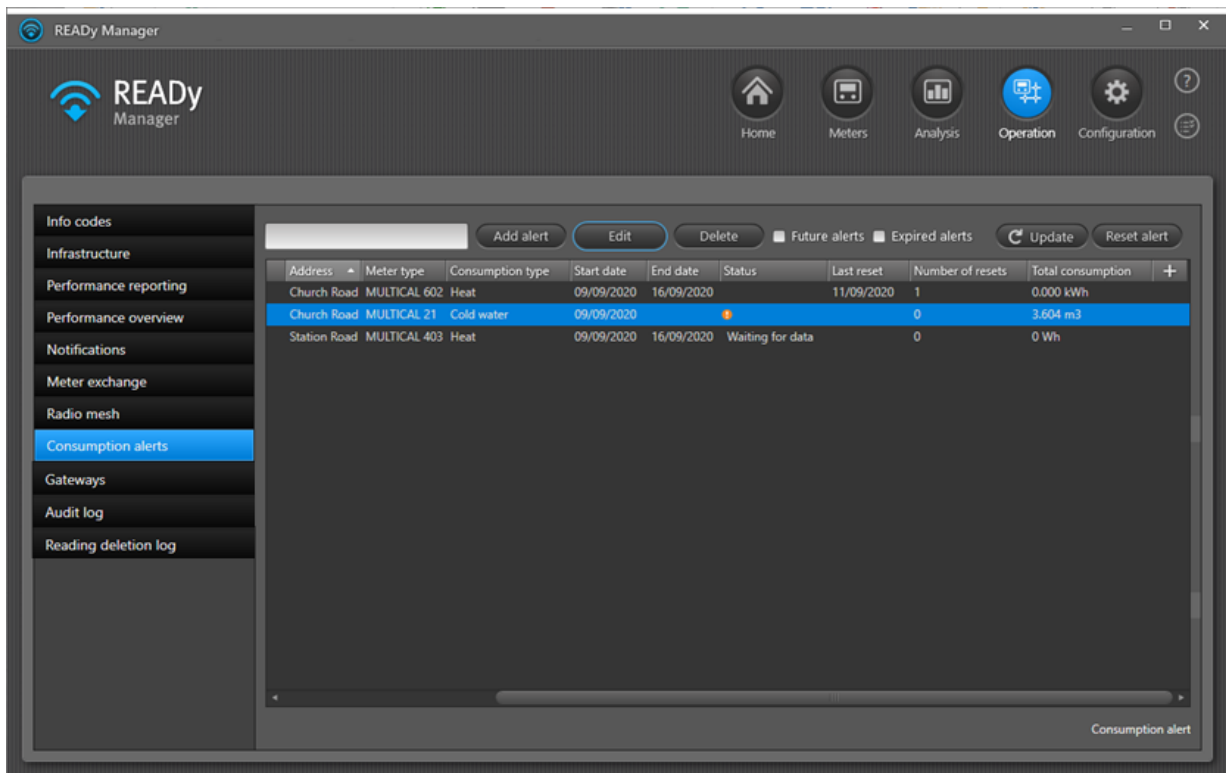 READy Manager
READy
Manager
Home Meters Analysis Operation Configuration
?
Info codes
Infrastructure
Performance reporting
Performance overview
Notifications
Meter exchange
Radio mesh
Consumption alerts
Gateways
Audit log
Reading deletion log
Add alert Edit Delete Future alerts Expired alerts Update Reset alert
Address Meter type Consumption type Start date End date Status Last reset Number of resets Total consumption +
Church Road MULTICAL 602 Heat 09/09/2020 16/09/2020 11/09/2020 1 0.000 kWh
Church Road MULTICAL 21 Cold water 09/09/2020 0 3.604 m3
Station Road MULTICAL 403 Heat 09/09/2020 16/09/2020 Waiting for data 0 0 Wh
Consumption alert